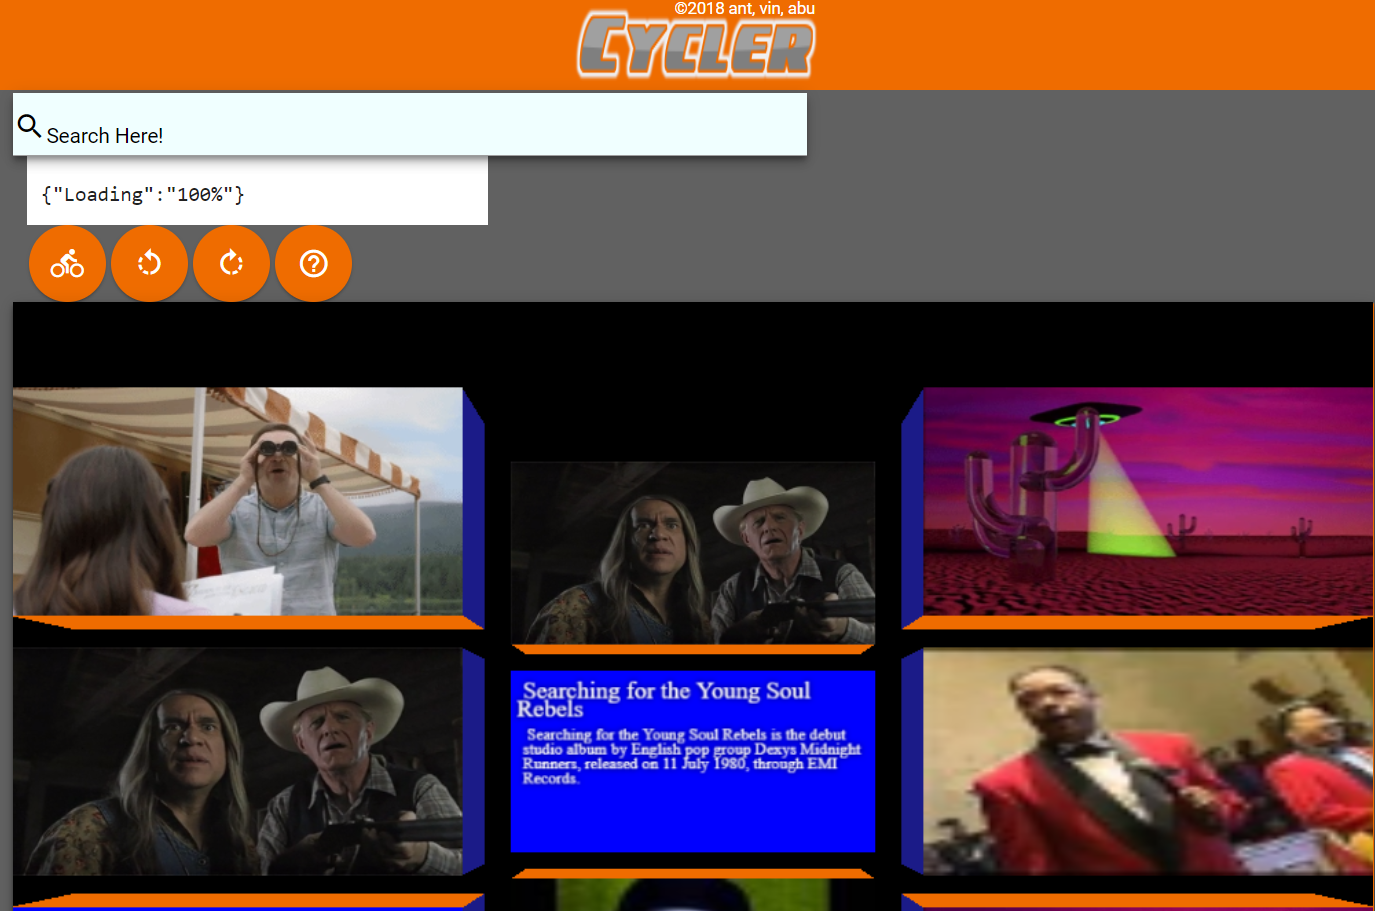 ©2018 ant, vin, abu
CYCLER
Search Here!
{"Loading":"100%"}
Searching for the Young Soul
Rebels
Searching for the Young Soul Rebels is the debut
studio album by English pop group Dexys Midnight
Runners, released on 11 July 1980, through EMI
Records.